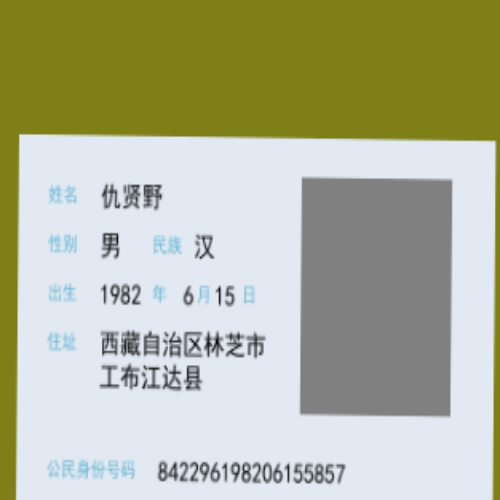 姓名 仇贤野
性别 男 民族 汉
出生 1982 年 6 月 15 日
住址 西藏自治区林芝市
工布江达县
公民身份号码 842296198206155857